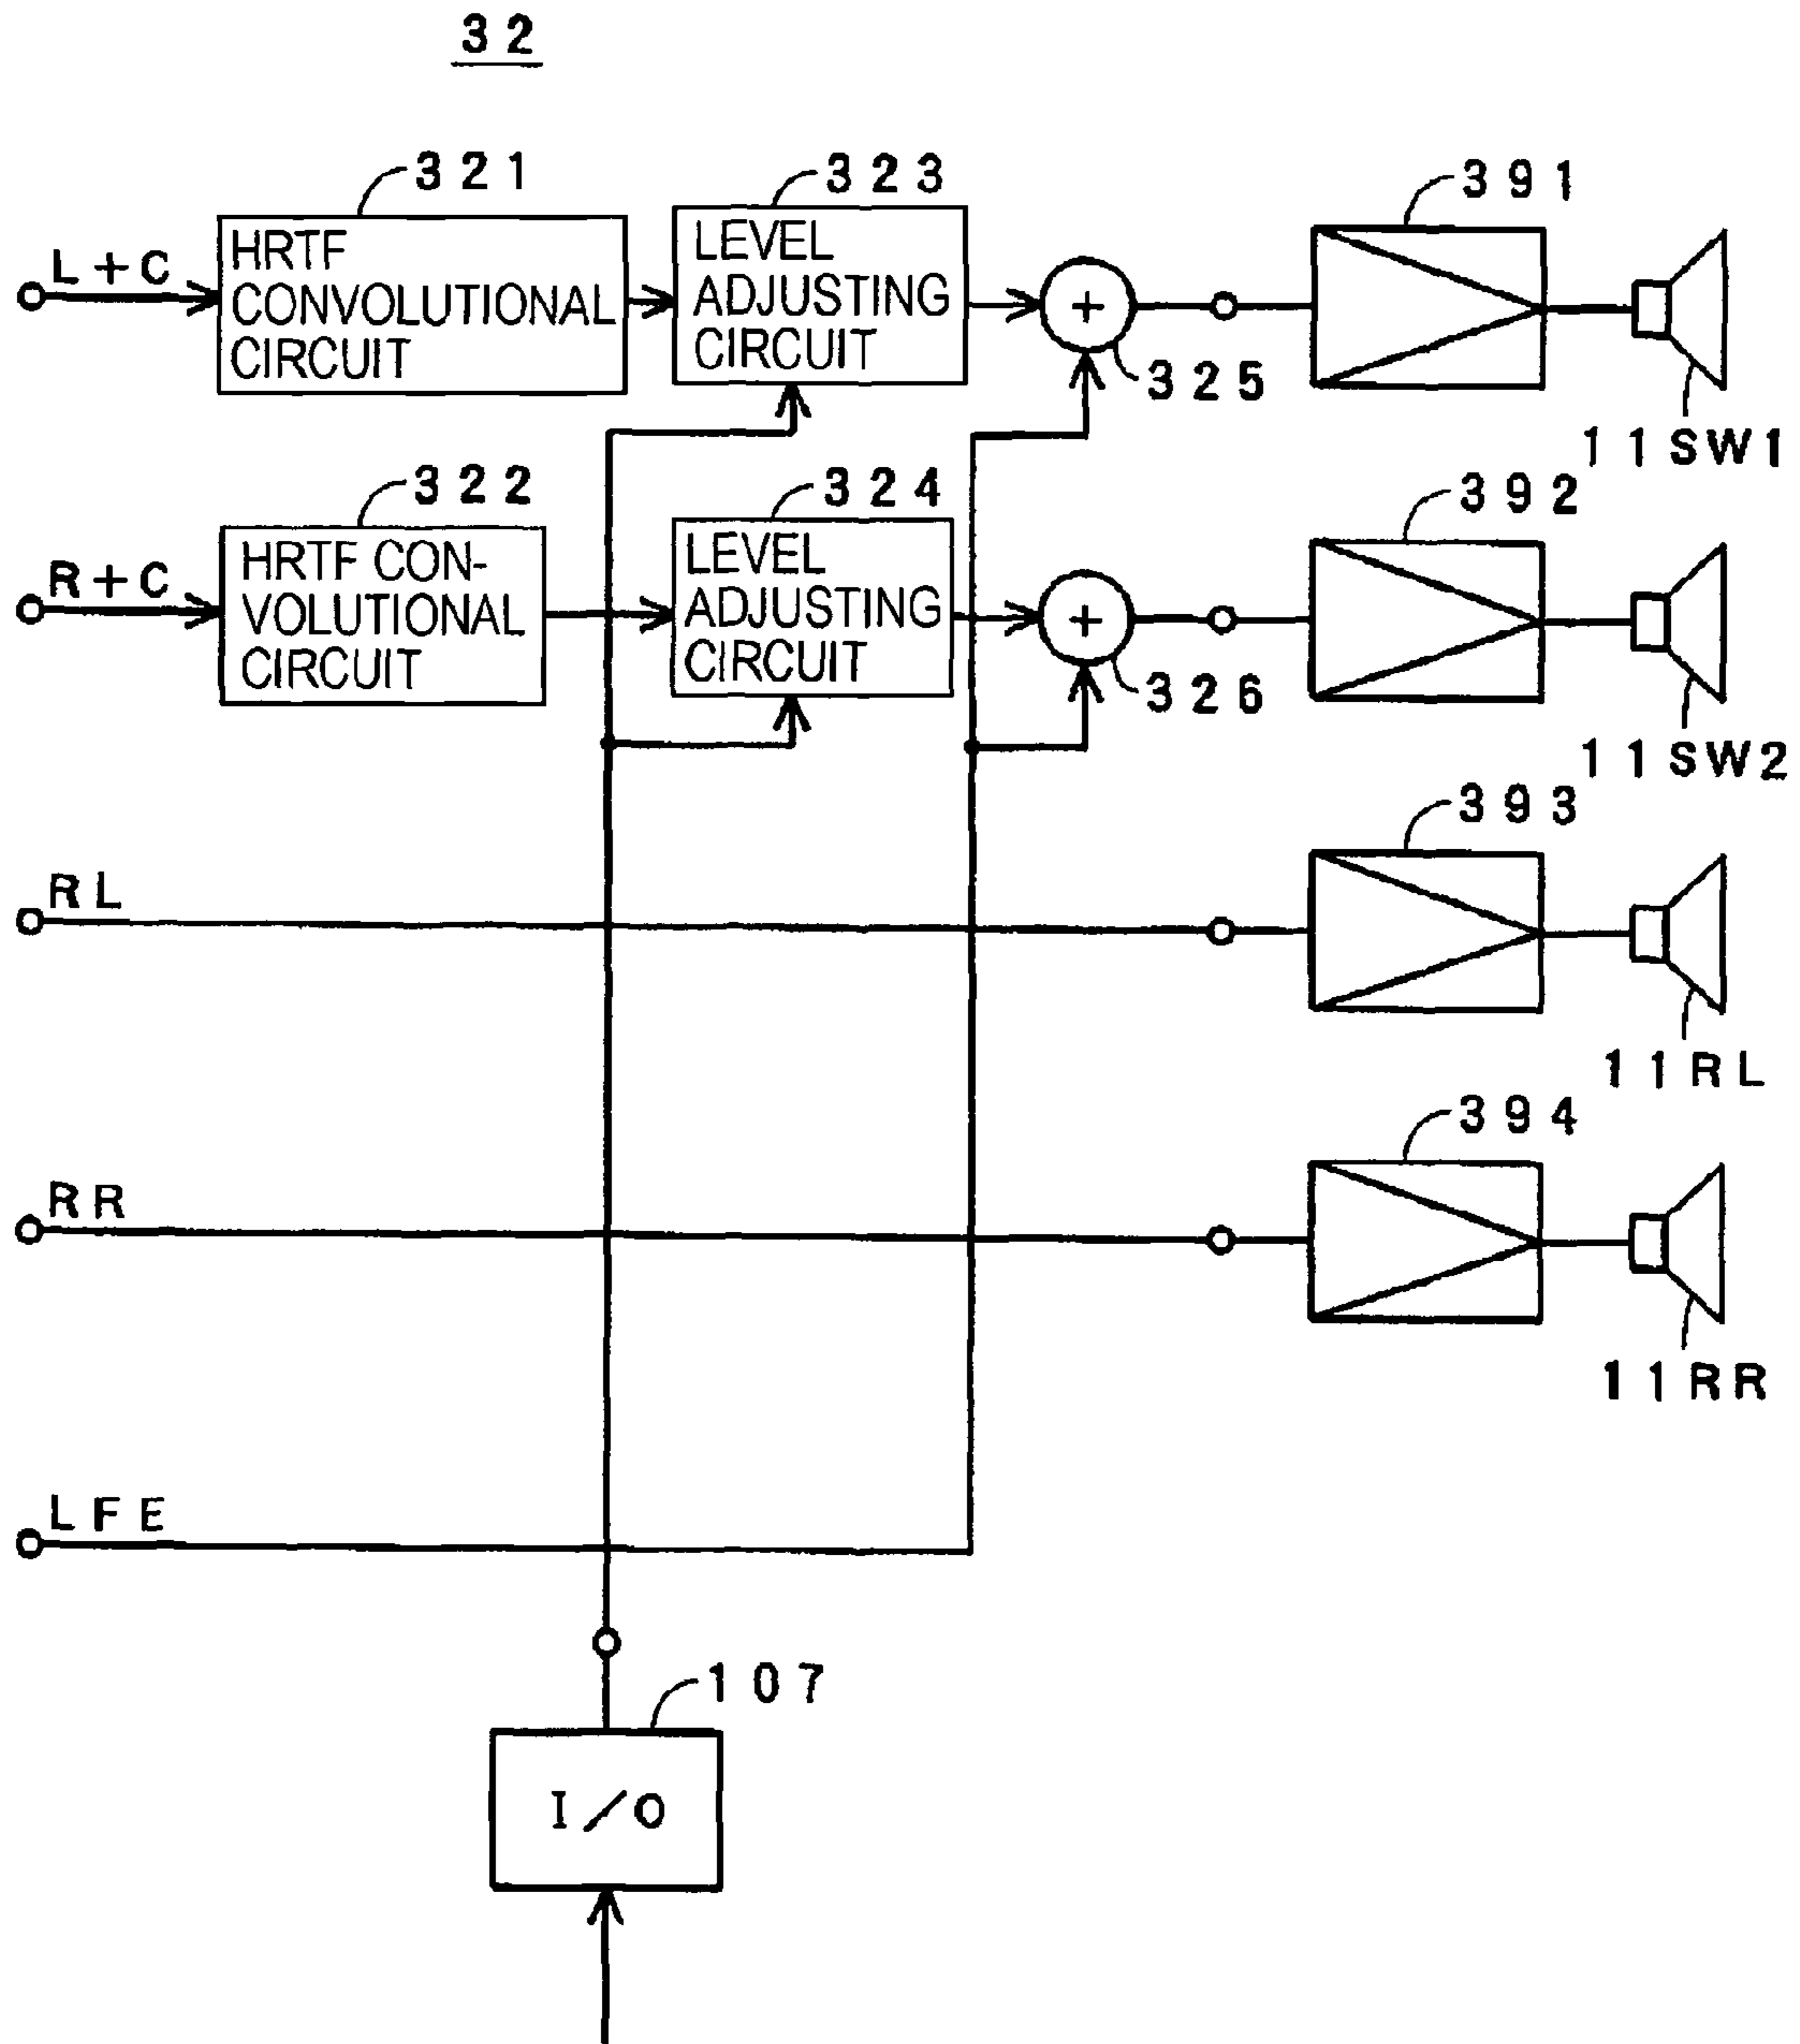 32
321
323
391
L+C
HRTF
CONVOLUTIONAL
CIRCUIT
LEVEL
ADJUSTING
CIRCUIT
+
325
11SW1
322
324
392
R+C
HRTF CON-
VOLUTIONAL
CIRCUIT
LEVEL
ADJUSTING
CIRCUIT
+
326
11SW2
393
RL
11RL
394
RR
11RR
LFE
107
I/O